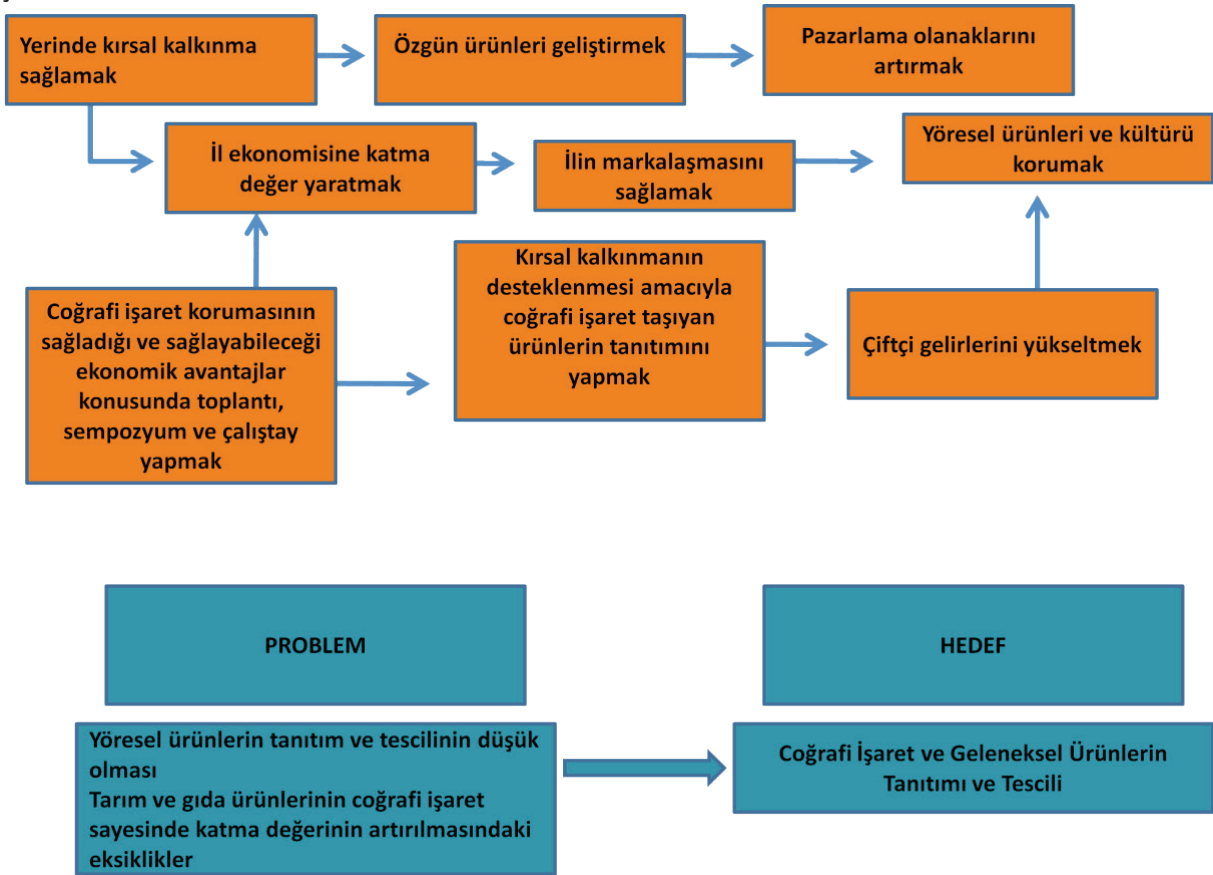 Yerinde kırsal kalkınma
sağlamak
Özgün ürünleri geliştirmek
Pazarlama olanaklarını
artırmak
İl ekonomisine katma
değer yaratmak
İlin markalaşmasını
sağlamak
Yöresel ürünleri ve kültürü
korumak
Coğrafi işaret korumasının
sağladığı ve sağlayabileceği
ekonomik avantajlar
konusunda toplantı,
sempozyum ve çalıştay
yapmak
Kırsal kalkınmanın
desteklenmesi amacıyla
coğrafi işaret taşıyan
ürünlerin tanıtımını
yapmak
Çiftçi gelirlerini yükseltmek
PROBLEM
HEDEF
Yöresel ürünlerin tanıtım ve tescilinin düşük
olması
Tarım ve gıda ürünlerinin coğrafi işaret
sayesinde katma değerinin artırılmasındaki
eksiklikler
Coğrafi İşaret ve Geleneksel Ürünlerin
Tanıtımı ve Tescili